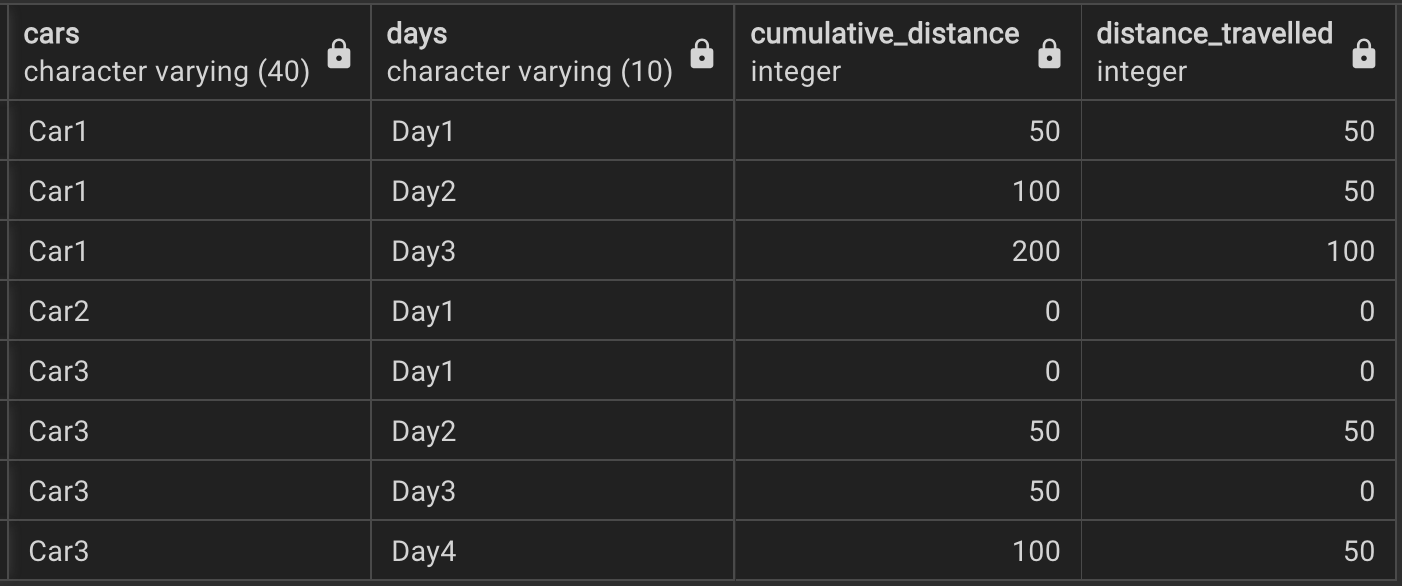 cars days cumulative_distance distance_travelled
character varying (40) character varying (10) integer integer
Car1 Day1 50 50
Car1 Day2 100 50
Car1 Day3 200 100
Car2 Day1 0 0
Car3 Day1 0 0
Car3 Day2 50 50
Car3 Day3 50 0
Car3 Day4 100 50